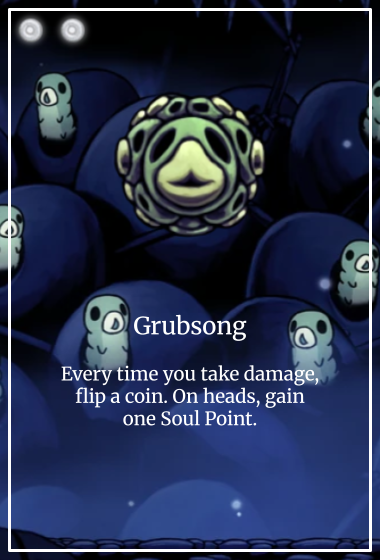 Grubsong
Every time you take damage,
flip a coin. On heads, gain
one Soul Point.